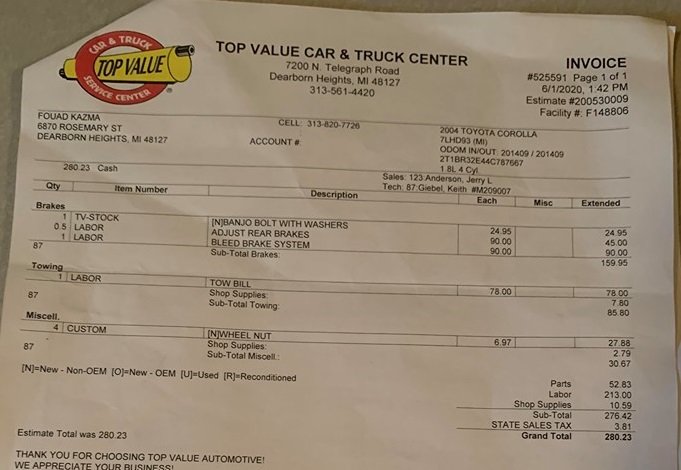 CAR & TRUCK
TOP VALUE
SERVICE CENTER
TOP VALUE CAR & TRUCK CENTER
7200 N. Telegraph Road
Dearborn Heights, MI 48127
313-561-4420
INVOICE
#525591 Page 1 of 1
6/1/2020, 1:42 PM
Estimate #200530009
Facility #: F148806
FOUAD KAZMA
6870 ROSEMARY ST
DEARBORN HEIGHTS, MI 48127
CELL: 313-820-7726
ACCOUNT #:
2004 TOYOTA COROLLA
7LHD93 (MI)
ODOM IN/OUT: 201409 / 201409
2T1BR32E44C787667
1.8L 4 Cyl.
280.23 Cash
Sales: 123 Anderson, Jerry L
Tech: 87:Giebel, Keith #M209007
Qty Item Number Description Each Misc Extended
Brakes
1 TV-STOCK [N]BANJO BOLT WITH WASHERS 24.95 24.95
0.5 LABOR ADJUST REAR BRAKES 90.00 45.00
1 LABOR BLEED BRAKE SYSTEM 90.00 90.00
87 Sub-Total Brakes: 159.95
Towing
1 LABOR TOW BILL 78.00 78.00
87 Shop Supplies: 7.80
Sub-Total Towing: 85.80
Miscell.
4 CUSTOM [N]WHEEL NUT 6.97 27.88
87 Shop Supplies: 2.79
Sub-Total Miscell.: 30.67
[N]=New - Non-OEM [O]=New - OEM [U]=Used [R]=Reconditioned
Parts 52.83
Labor 213.00
Shop Supplies 10.59
Sub-Total 276.42
STATE SALES TAX 3.81
Grand Total 280.23
Estimate Total was 280.23
THANK YOU FOR CHOOSING TOP VALUE AUTOMOTIVE!
WE APPRECIATE YOUR BUSINESS!